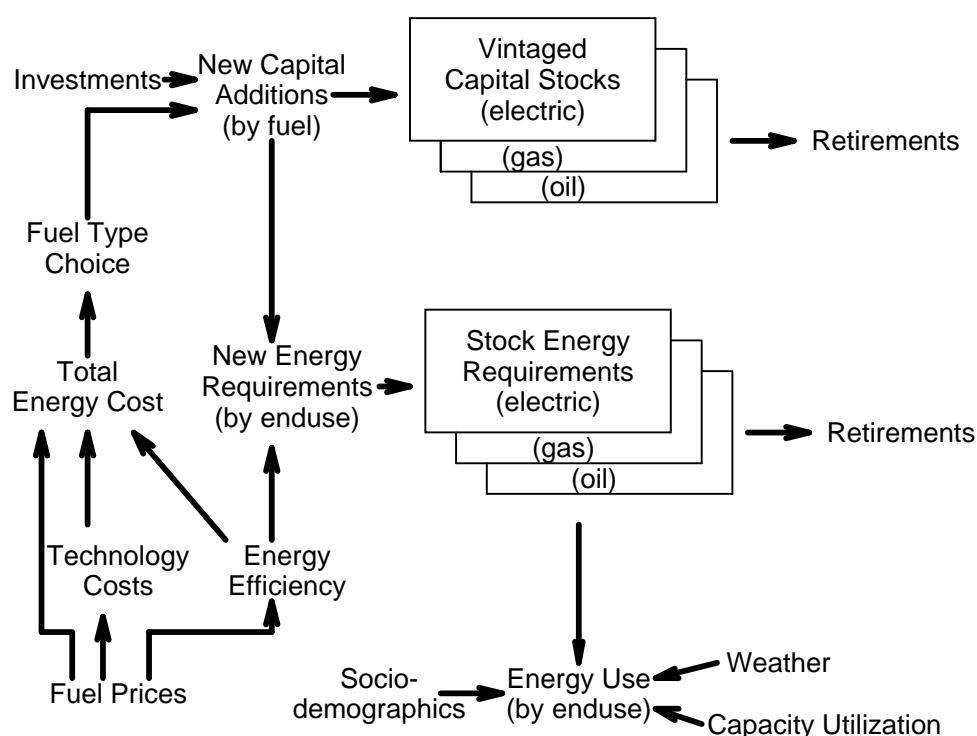 Investments
New Capital
Additions
(by fuel)
Vintaged
Capital Stocks
(electric)
(gas)
(oil)
Retirements
Fuel Type
Choice
Total
Energy Cost
New Energy
Requirements
(by enduse)
Stock Energy
Requirements
(electric)
(gas)
(oil)
Retirements
Technology
Costs
Energy
Efficiency
Fuel Prices
Socio-
demographics
Energy Use
(by enduse)
Weather
Capacity Utilization